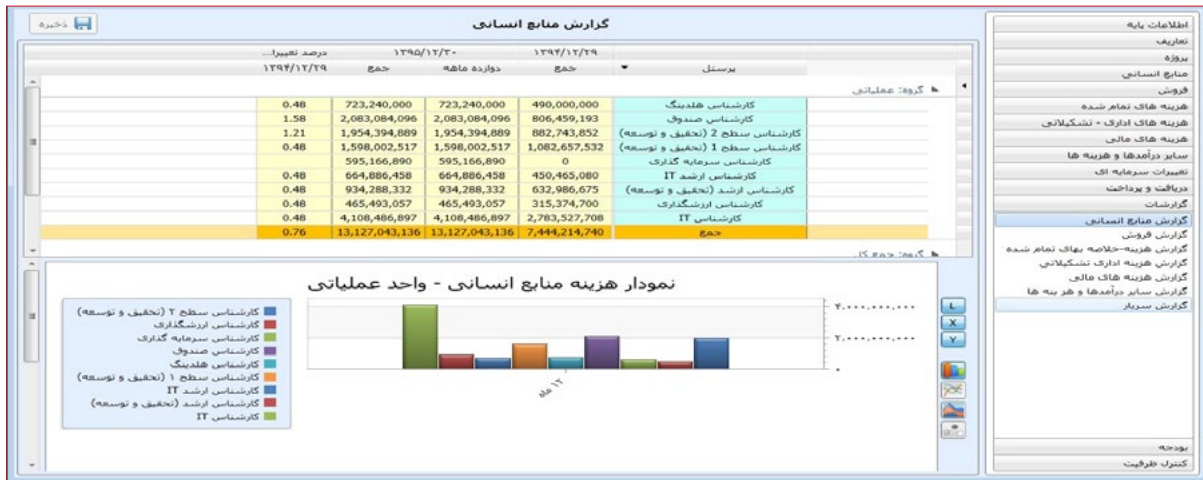 گزارش منابع انسانی
ذخیره
۱۳۹۴/۱۲/۲۹ ۱۳۹۵/۱۲/۳۰ درصد تغییرا...
پرسنل جمع دوازده ماهه جمع ۱۳۹۴/۱۲/۲۹
گروه: عملیاتی
کارشناس هلدینگ 490,000,000 723,240,000 723,240,000 0.48
کارشناس صندوق 806,459,193 2,083,084,096 2,083,084,096 1.58
کارشناس سطح 2 (تحقیق و توسعه) 882,743,852 1,954,394,889 1,954,394,889 1.21
کارشناس سطح 1 (تحقیق و توسعه) 1,082,657,532 1,598,002,517 1,598,002,517 0.48
کارشناس سرمایه گذاری 0 595,166,890 595,166,890
کارشناس ارشد IT 450,465,080 664,886,458 664,886,458 0.48
کارشناس ارشد (تحقیق و توسعه) 632,986,675 934,288,332 934,288,332 0.48
کارشناس ارزشگذاری 315,374,700 465,493,057 465,493,057 0.48
کارشناس IT 2,783,527,708 4,108,486,897 4,108,486,897 0.48
جمع 7,444,214,740 13,127,043,136 13,127,043,136 0.76
گروه: جمع کل
نمودار هزینه منابع انسانی - واحد عملیاتی
۴,۰۰۰,۰۰۰,۰۰۰
۲,۰۰۰,۰۰۰,۰۰۰
۰
۱۲ ماه
L
X
Y
کارشناس سطح ۲ (تحقیق و توسعه)
کارشناس ارزشگذاری
کارشناس سرمایه گذاری
کارشناس صندوق
کارشناس هلدینگ
کارشناس سطح ۱ (تحقیق و توسعه)
کارشناس ارشد IT
کارشناس ارشد (تحقیق و توسعه)
کارشناس IT
اطلاعات پایه
تعاریف
پروژه
منابع انسانی
فروش
هزینه های تمام شده
هزینه های اداری - تشکیلاتی
هزینه های مالی
سایر درآمدها و هزینه ها
تغییرات سرمایه ای
دریافت و پرداخت
گزارشات
گزارش منابع انسانی
گزارش فروش
گزارش هزینه-خلاصه بهای تمام شده
گزارش هزینه اداری تشکیلاتی
گزارش هزینه های مالی
گزارش سایر درآمدها و هز ینه ها
گزارش سربار
بودجه
کنترل ظرفیت